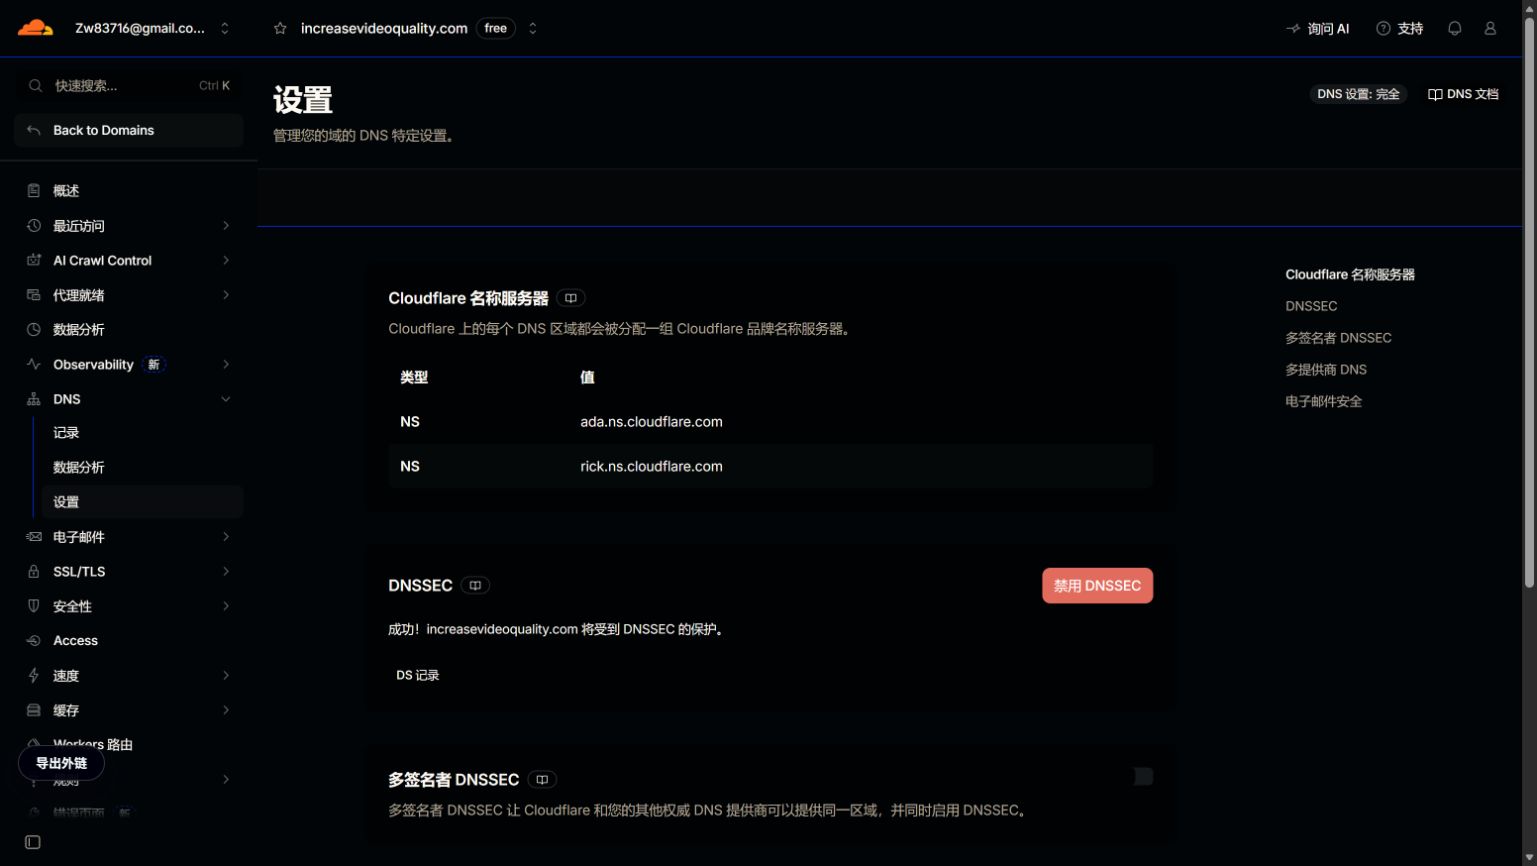 Zw83716@gmail.co...
increasevideoquality.com free
询问 AI
支持
快速搜索... Ctrl K
Back to Domains
概述
最近访问
AI Crawl Control
代理就绪
数据分析
Observability 新
DNS
记录
数据分析
设置
电子邮件
SSL/TLS
安全性
Access
速度
缓存
Workers 路由
导出外链
规则
错误页面 新
设置
管理您的域的 DNS 特定设置。
DNS 设置: 完全
DNS 文档
Cloudflare 名称服务器
Cloudflare 上的每个 DNS 区域都会被分配一组 Cloudflare 品牌名称服务器。
类型 值
NS ada.ns.cloudflare.com
NS rick.ns.cloudflare.com
DNSSEC
禁用 DNSSEC
成功！increasevideoquality.com 将受到 DNSSEC 的保护。
DS 记录
多签名者 DNSSEC
多签名者 DNSSEC 让 Cloudflare 和您的其他权威 DNS 提供商可以提供同一区域，并同时启用 DNSSEC。
Cloudflare 名称服务器
DNSSEC
多签名者 DNSSEC
多提供商 DNS
电子邮件安全